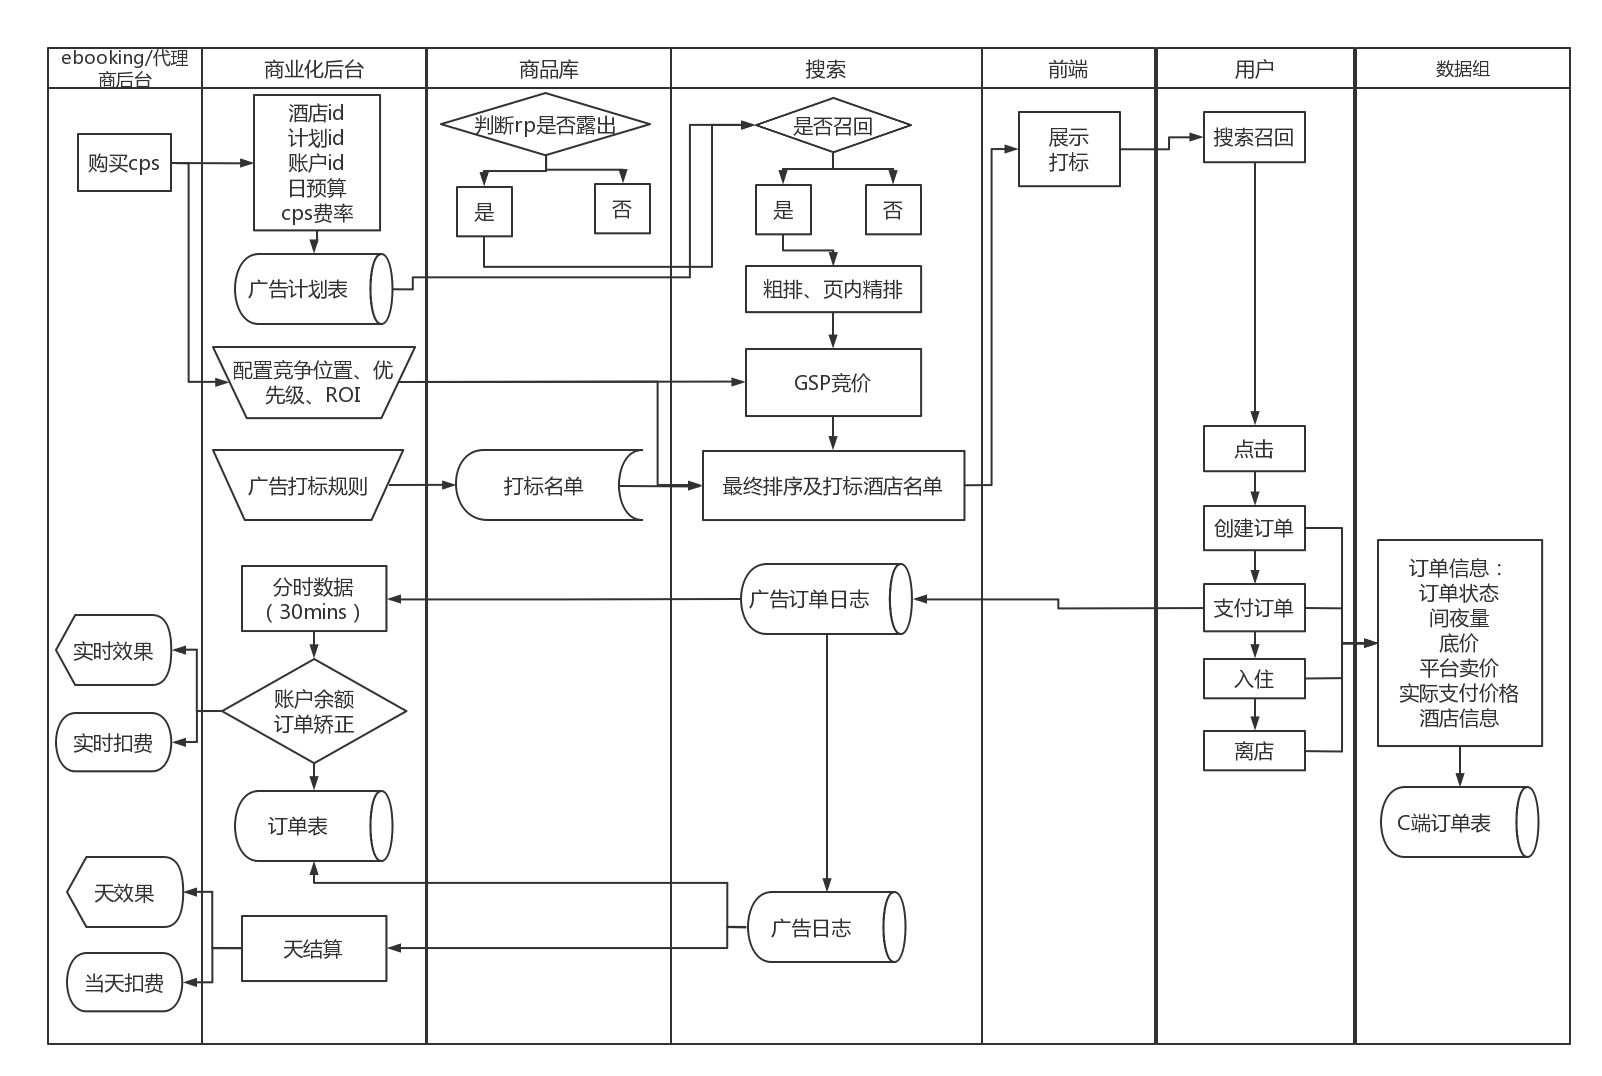 ebooking/代理
商后台
商业化后台
商品库
搜索
前端
用户
数据组
购买cps
酒店id
计划id
账户id
日预算
cps费率
判断rp是否露出
是
否
是否召回
是
否
展示
打标
搜索召回
广告计划表
粗排、页内精排
配置竞争位置、优
先级、ROI
GSP竞价
广告打标规则
打标名单
最终排序及打标酒店名单
点击
创建订单
支付订单
入住
离店
订单信息：
订单状态
间夜量
底价
平台卖价
实际支付价格
酒店信息
C端订单表
分时数据
（30mins）
广告订单日志
实时效果
实时扣费
账户余额
订单矫正
订单表
天效果
当天扣费
天结算
广告日志